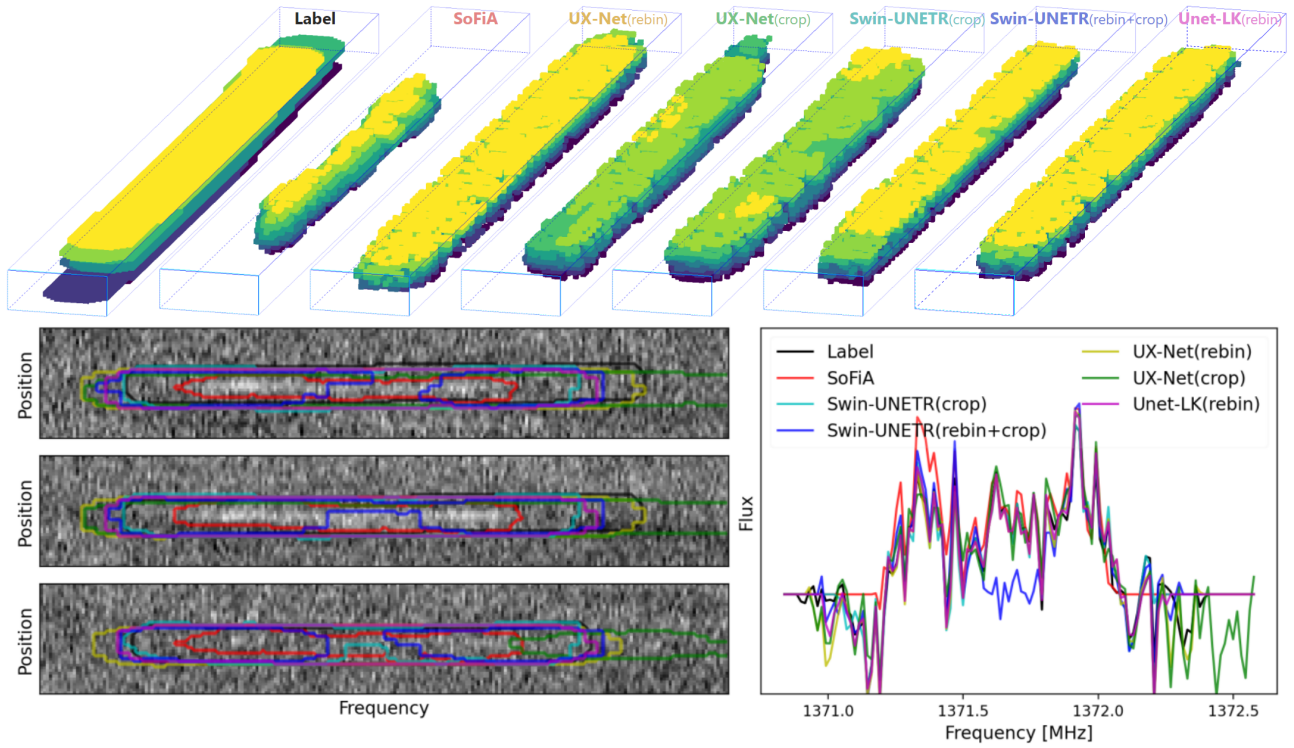 Label SoFiA UX-Net(rebin) UX-Net(crop) Swin-UNETR(crop) Swin-UNETR(rebin+crop) Unet-LK(rebin)
Position
Position
Position
Frequency
Label
SoFiA
Swin-UNETR(crop)
Swin-UNETR(rebin+crop)
UX-Net(rebin)
UX-Net(crop)
Unet-LK(rebin)
Flux
1371.0 1371.5 1372.0 1372.5
Frequency [MHz]